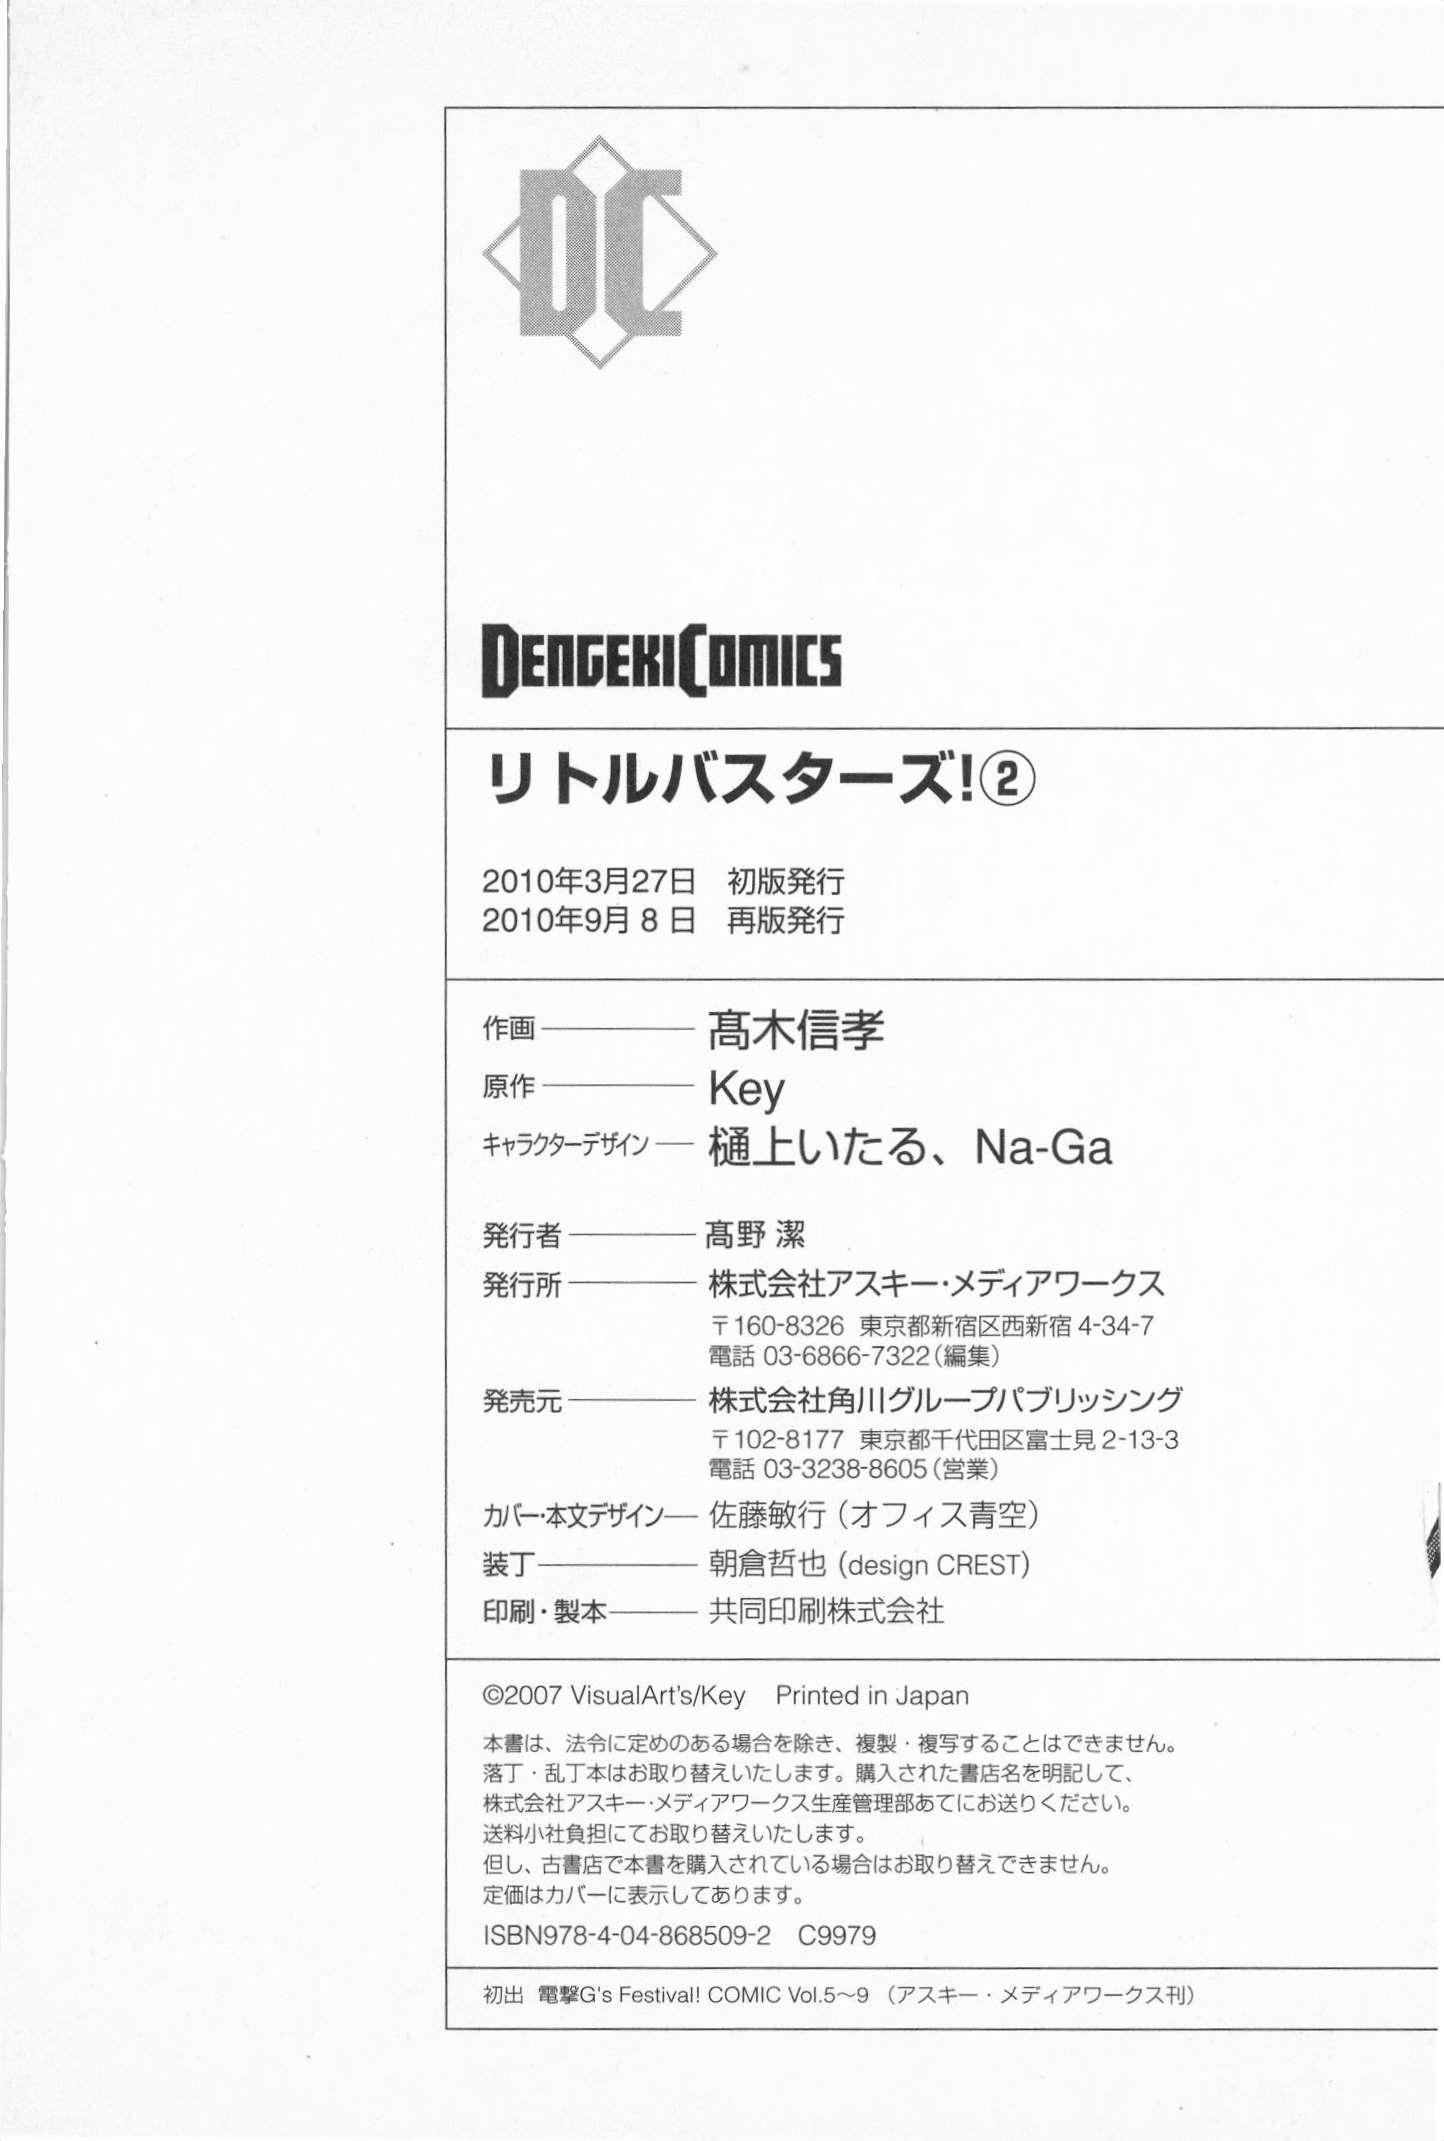 DC
DENGEKI COMICS
リトルバスターズ!②
2010年3月27日　初版発行
2010年9月 8 日　再版発行
作画――髙木信孝
原作――Key
キャラクターデザイン――樋上いたる、Na-Ga
発行者――髙野 潔
発行所――株式会社アスキー・メディアワークス
〒160-8326 東京都新宿区西新宿 4-34-7
電話 03-6866-7322（編集）
発売元――株式会社角川グループパブリッシング
〒102-8177 東京都千代田区富士見 2-13-3
電話 03-3238-8605（営業）
カバー・本文デザイン――佐藤敏行（オフィス青空）
装丁――朝倉哲也（design CREST）
印刷・製本――共同印刷株式会社
©2007 VisualArt's/Key　Printed in Japan
本書は、法令に定めのある場合を除き、複製・複写することはできません。
落丁・乱丁本はお取り替えいたします。購入された書店名を明記して、
株式会社アスキー・メディアワークス生産管理部あてにお送りください。
送料小社負担にてお取り替えいたします。
但し、古書店で本書を購入されている場合はお取り替えできません。
定価はカバーに表示してあります。
ISBN978-4-04-868509-2　C9979
初出　電撃G's Festival! COMIC Vol.5～9 （アスキー・メディアワークス刊）